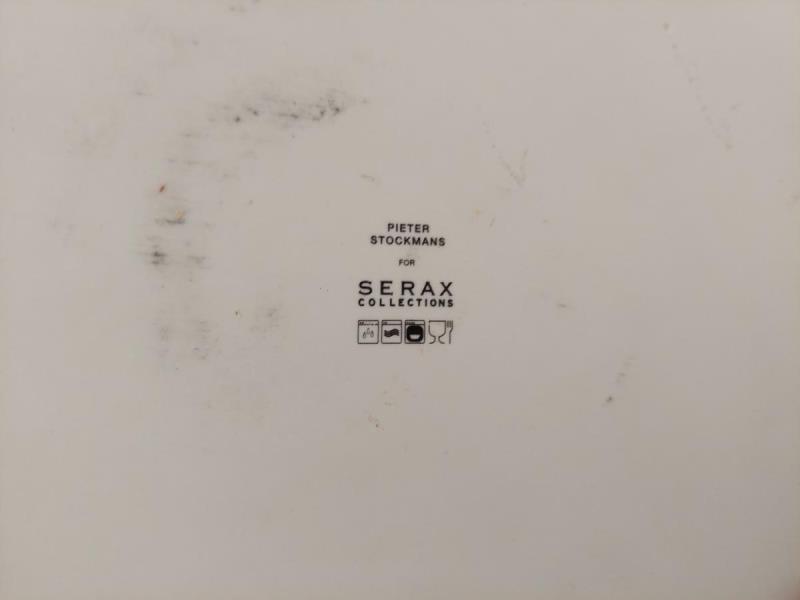 PIETER
STOCKMANS
FOR
SERAX
COLLECTIONS